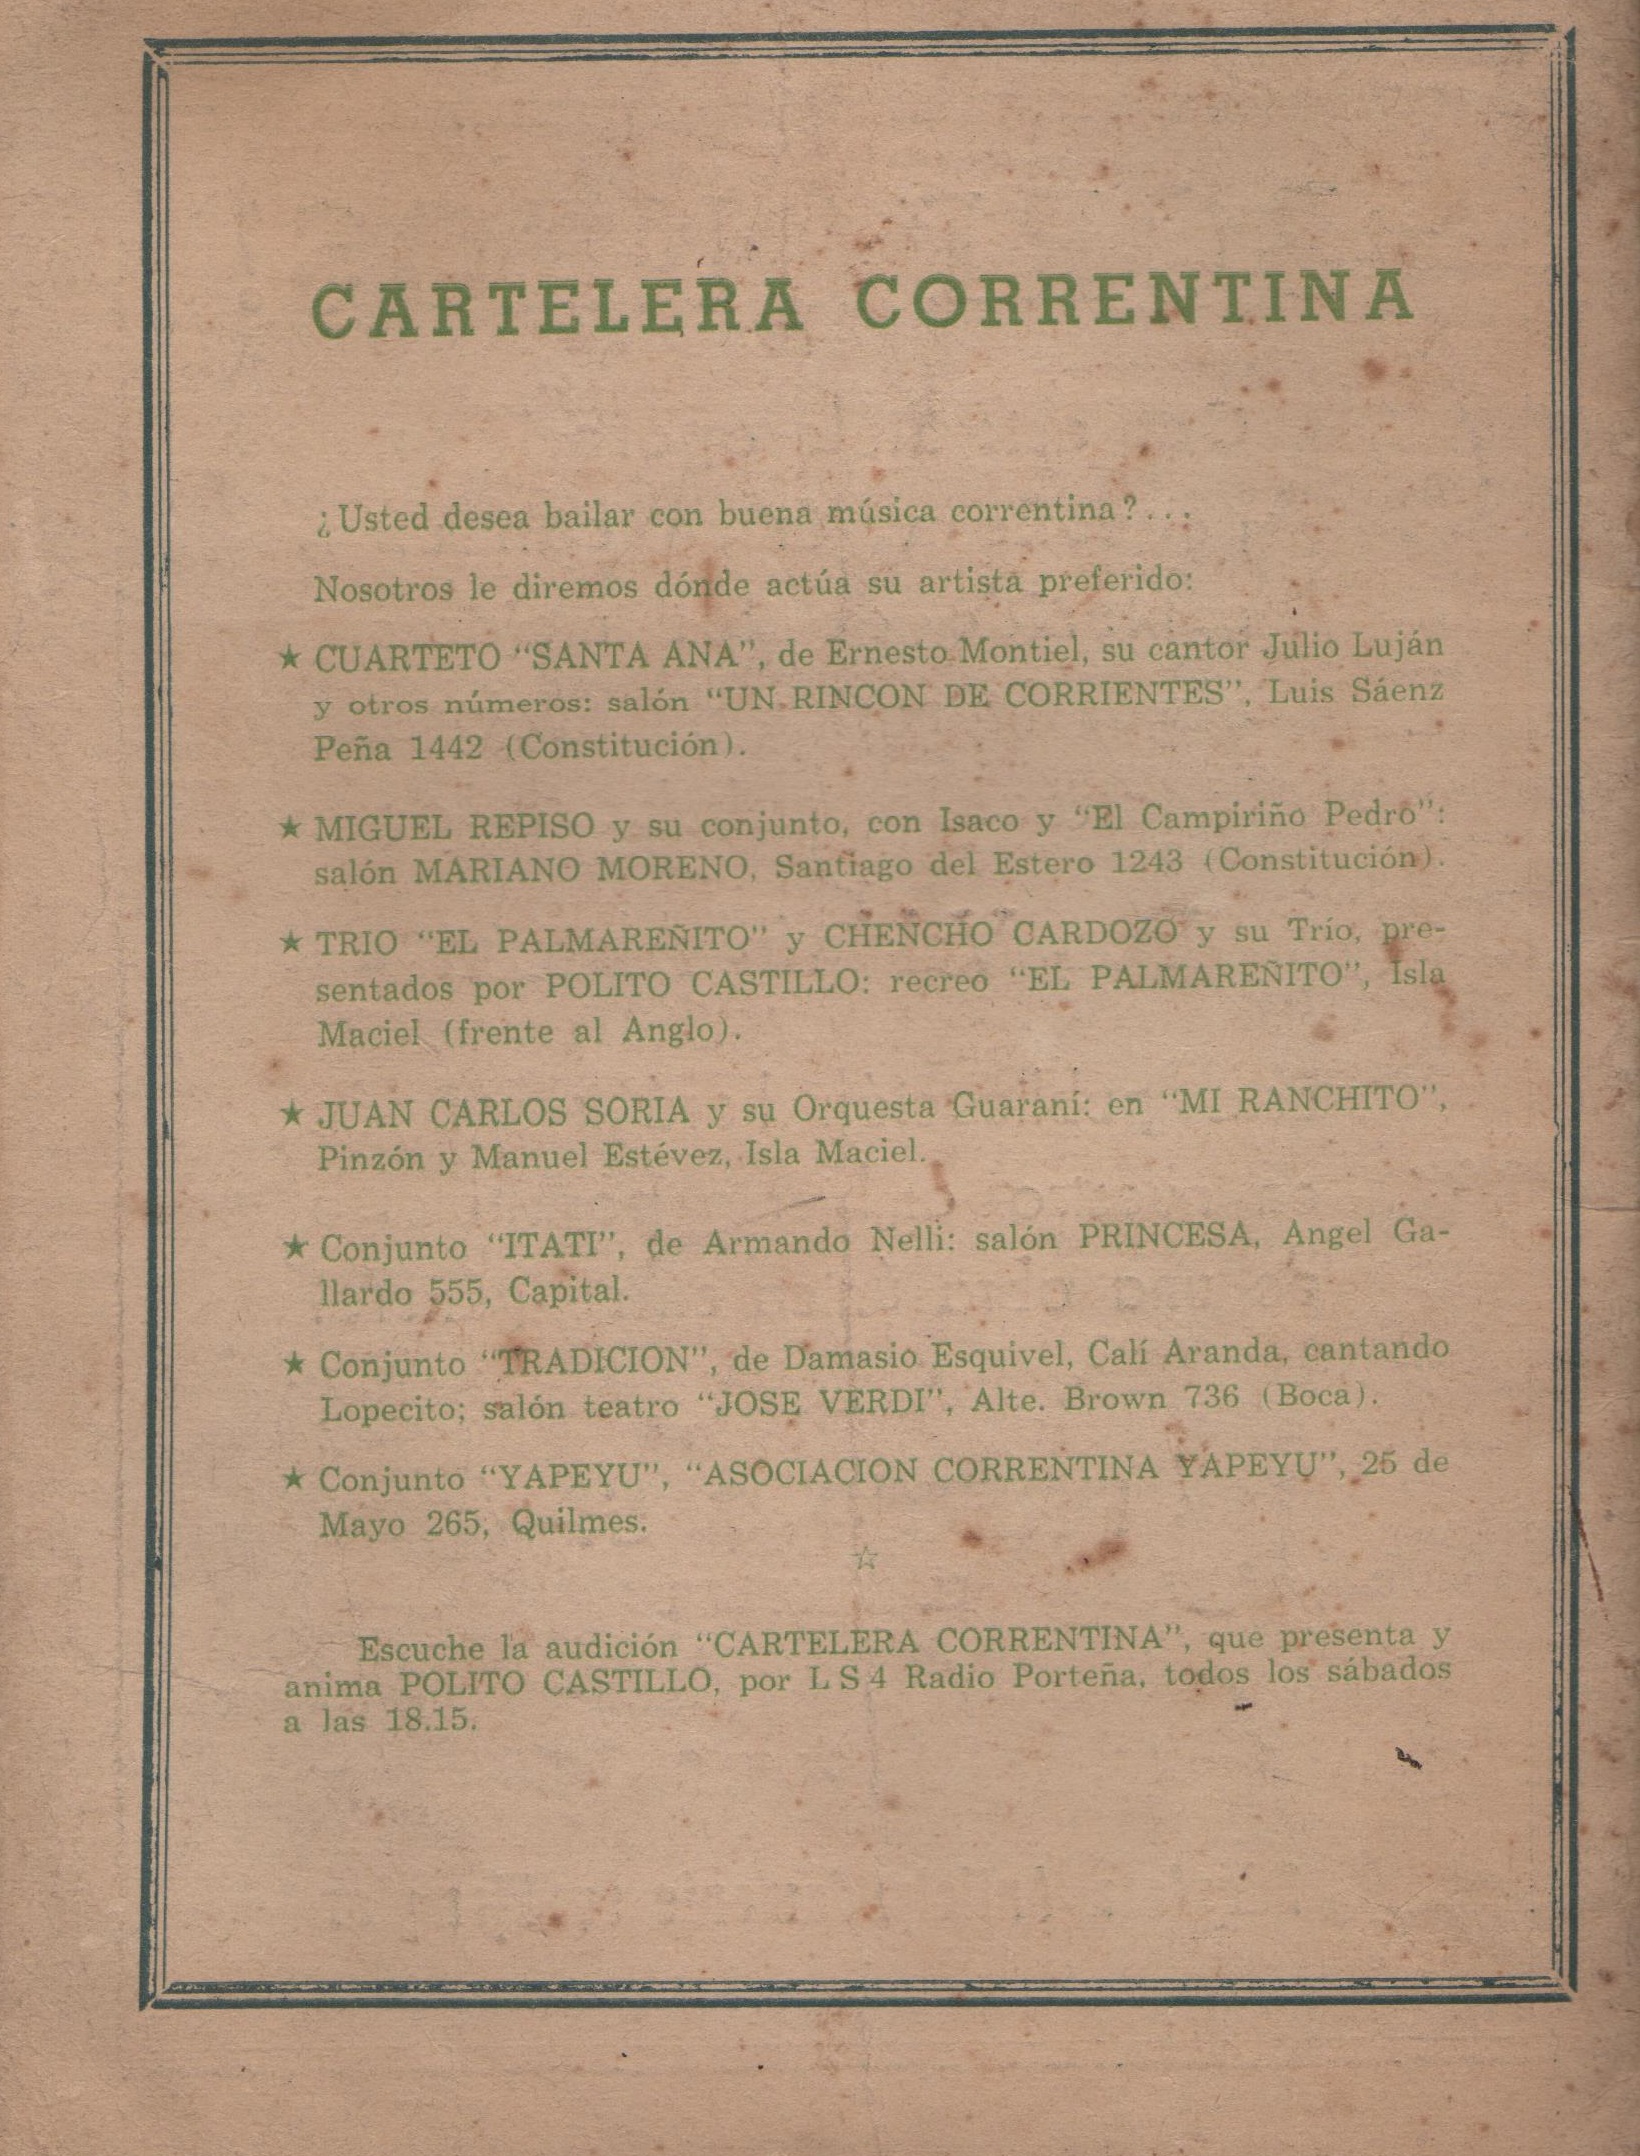 CARTELERA CORRENTINA
¿Usted desea bailar con buena música correntina?...
Nosotros le diremos dónde actúa su artista preferido:
★ CUARTETO “SANTA ANA”, de Ernesto Montiel, su cantor Julio Luján
y otros números: salón “UN RINCON DE CORRIENTES”, Luis Sáenz
Peña 1442 (Constitución).
★ MIGUEL REPISO y su conjunto, con Isaco y “El Campiriño Pedro”:
salón MARIANO MORENO, Santiago del Estero 1243 (Constitución).
★ TRIO “EL PALMAREÑITO” y CHENCHO CARDOZO y su Trío, pre-
sentados por POLITO CASTILLO: recreo “EL PALMAREÑITO”, Isla
Maciel (frente al Anglo).
★ JUAN CARLOS SORIA y su Orquesta Guaraní: en “MI RANCHITO”,
Pinzón y Manuel Estévez, Isla Maciel.
★ Conjunto “ITATI”, de Armando Nelli: salón PRINCESA, Angel Ga-
llardo 555, Capital.
★ Conjunto “TRADICION”, de Damasio Esquivel, Calí Aranda, cantando
Lopecito; salón teatro “JOSE VERDI”, Alte. Brown 736 (Boca).
★ Conjunto “YAPEYU”, “ASOCIACION CORRENTINA YAPEYU”, 25 de
Mayo 265, Quilmes.
☆
Escuche la audición “CARTELERA CORRENTINA”, que presenta y
anima POLITO CASTILLO, por L S 4 Radio Porteña, todos los sábados
a las 18.15.